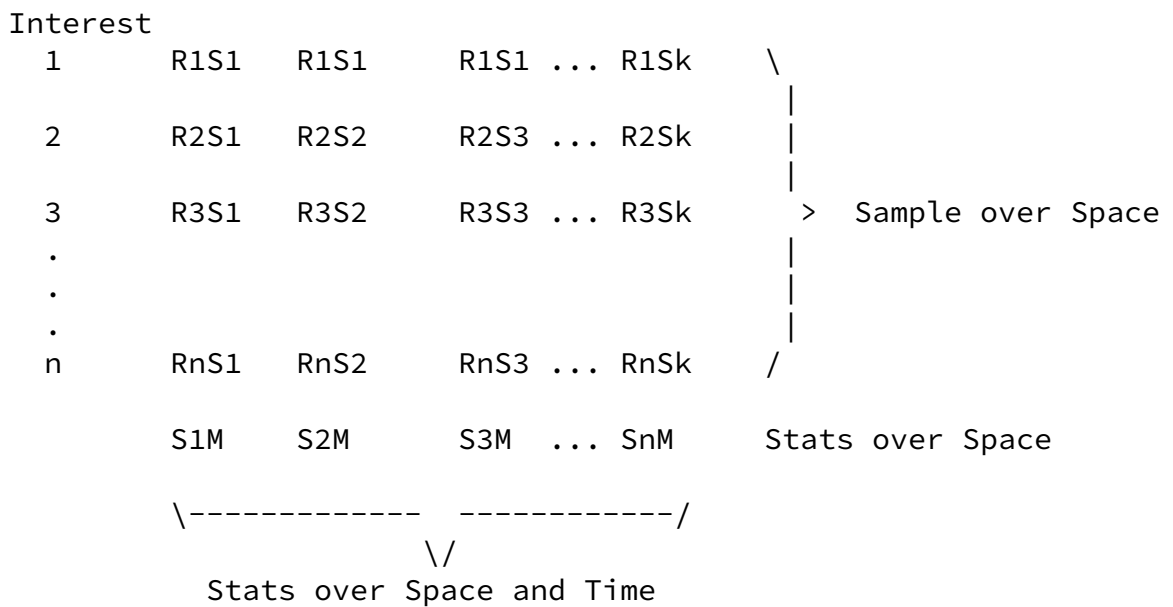 Interest
1 R1S1 R1S1 R1S1 ... R1Sk \
|
2 R2S1 R2S2 R2S3 ... R2Sk |
|
3 R3S1 R3S2 R3S3 ... R3Sk > Sample over Space
. |
. |
. |
n RnS1 RnS2 RnS3 ... RnSk /
S1M S2M S3M ... SnM Stats over Space
\------------- ------------/
\/
Stats over Space and Time